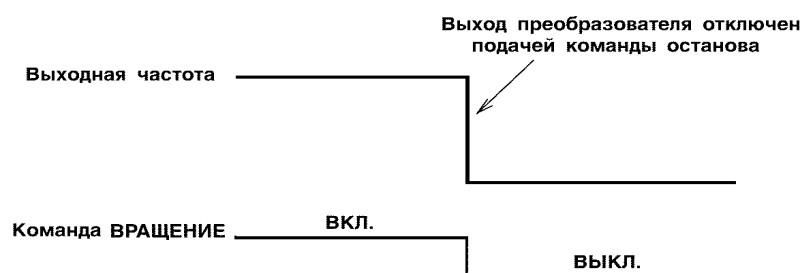 Выход преобразователя отключен
подачей команды останова
Выходная частота
Команда ВРАЩЕНИЕ
ВКЛ.
ВЫКЛ.